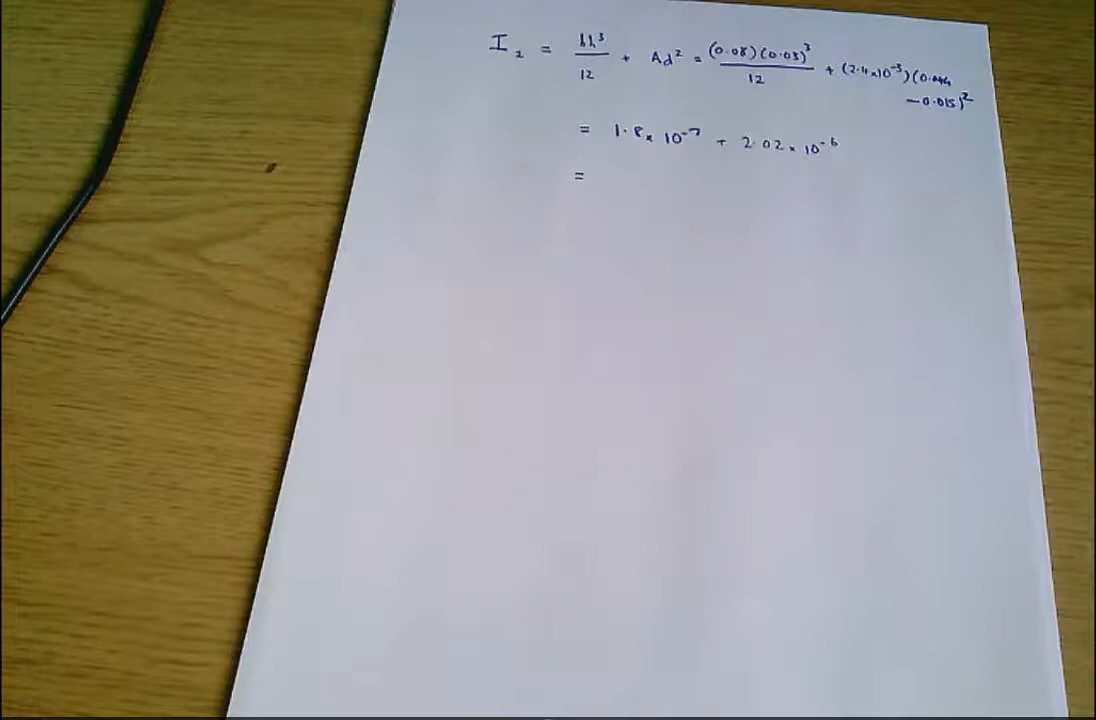 I₂ = bh³/12 + Ad² = (0.08)(0.03)³/12 + (2.4×10⁻³)(0.044
−0.015)²
= 1.8 × 10⁻⁷ + 2.02 × 10⁻⁶
=